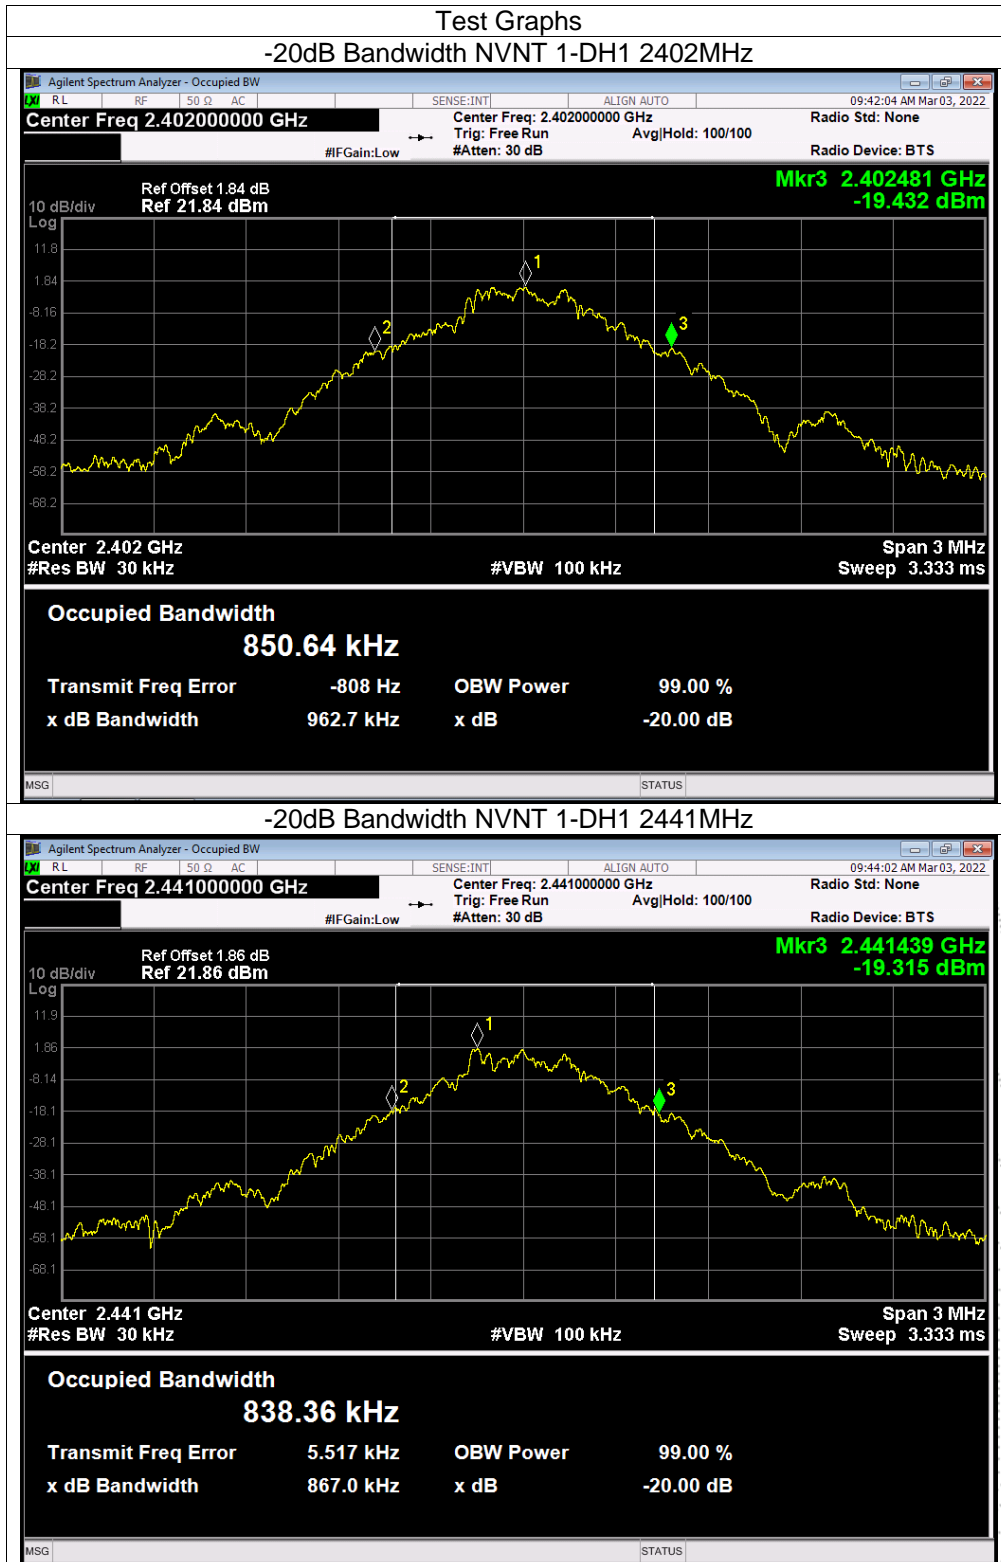 Test Graphs
-20dB Bandwidth NVNT 1-DH1 2402MHz
Agilent Spectrum Analyzer - Occupied BW
LXI RL RF 50 Ω AC SENSE:INT ALIGN AUTO 09:42:04 AM Mar 03, 2022
Center Freq 2.402000000 GHz Center Freq: 2.402000000 GHz Radio Std: None
Trig: Free Run Avg|Hold: 100/100
#IFGain:Low #Atten: 30 dB Radio Device: BTS
Mkr3 2.402481 GHz
-19.432 dBm
Ref Offset 1.84 dB
10 dB/div Ref 21.84 dBm
Log
11.8
1
1.84
-8.16
2
3
-18.2
-28.2
-38.2
-48.2
-58.2
-68.2
Center 2.402 GHz Span 3 MHz
#Res BW 30 kHz #VBW 100 kHz Sweep 3.333 ms
Occupied Bandwidth
850.64 kHz
Transmit Freq Error -808 Hz OBW Power 99.00 %
x dB Bandwidth 962.7 kHz x dB -20.00 dB
MSG STATUS
-20dB Bandwidth NVNT 1-DH1 2441MHz
Agilent Spectrum Analyzer - Occupied BW
LXI RL RF 50 Ω AC SENSE:INT ALIGN AUTO 09:44:02 AM Mar 03, 2022
Center Freq 2.441000000 GHz Center Freq: 2.441000000 GHz Radio Std: None
Trig: Free Run Avg|Hold: 100/100
#IFGain:Low #Atten: 30 dB Radio Device: BTS
Mkr3 2.441439 GHz
-19.315 dBm
Ref Offset 1.86 dB
10 dB/div Ref 21.86 dBm
Log
11.9
1
1.86
-8.14
2
3
-18.1
-28.1
-38.1
-48.1
-58.1
-68.1
Center 2.441 GHz Span 3 MHz
#Res BW 30 kHz #VBW 100 kHz Sweep 3.333 ms
Occupied Bandwidth
838.36 kHz
Transmit Freq Error 5.517 kHz OBW Power 99.00 %
x dB Bandwidth 867.0 kHz x dB -20.00 dB
MSG STATUS